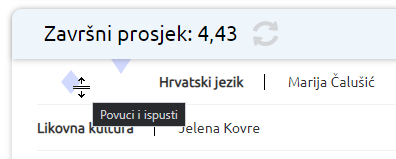 Završni prosjek: 4,43
Hrvatski jezik | Marija Čalušić
Povuci i ispusti
Likovna kultura | Jelena Kovre